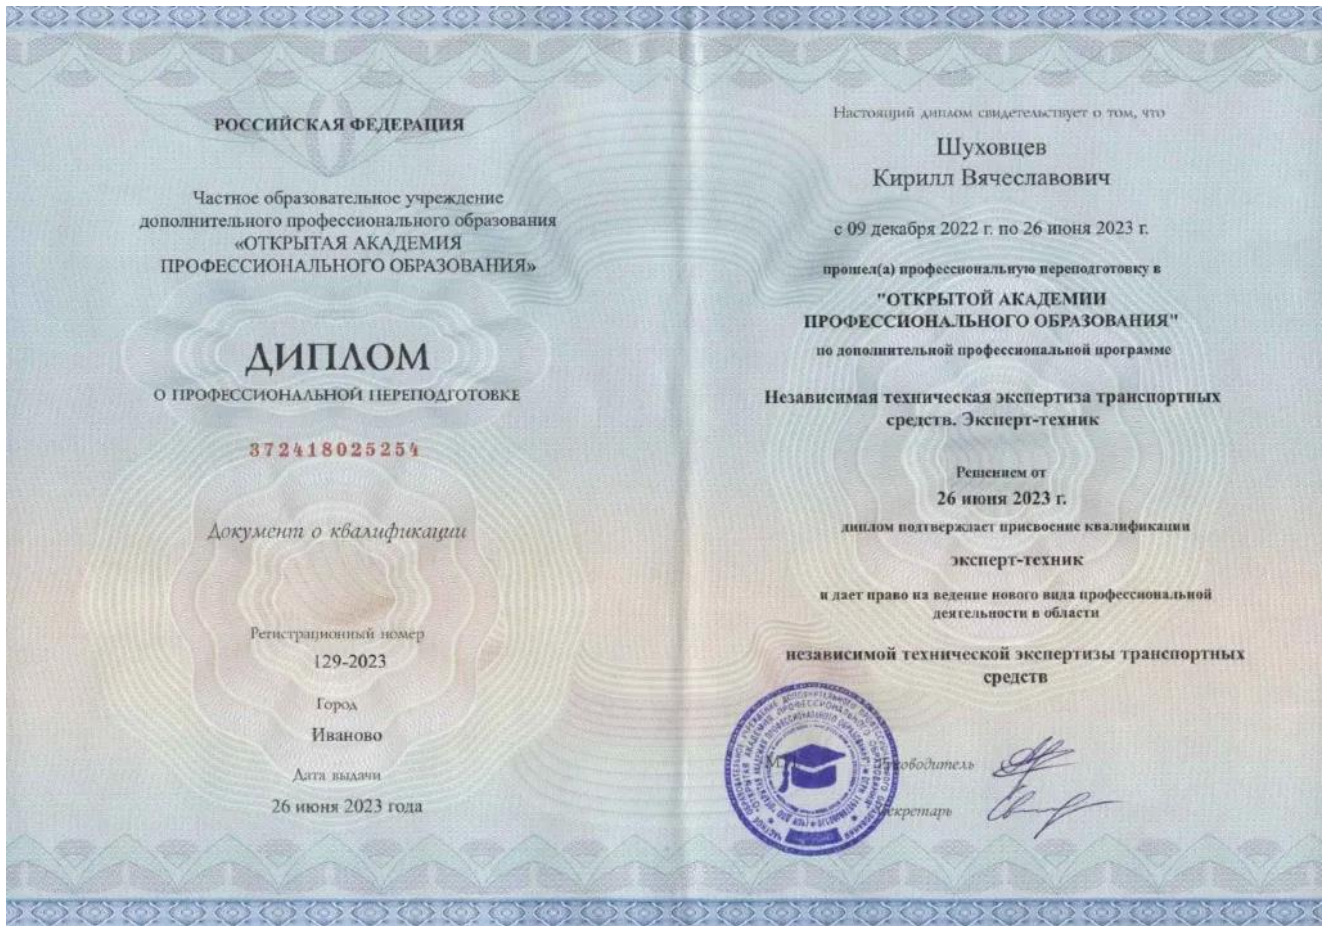 РОССИЙСКАЯ ФЕДЕРАЦИЯ
Частное образовательное учреждение
дополнительного профессионального образования
«ОТКРЫТАЯ АКАДЕМИЯ
ПРОФЕССИОНАЛЬНОГО ОБРАЗОВАНИЯ»
ДИПЛОМ
О ПРОФЕССИОНАЛЬНОЙ ПЕРЕПОДГОТОВКЕ
372418025254
Документ о квалификации
Регистрационный номер
129-2023
Город
Иваново
Дата выдачи
26 июня 2023 года
Настоящий диплом свидетельствует о том, что
Шуховцев
Кирилл Вячеславович
с 09 декабря 2022 г. по 26 июня 2023 г.
прошел(а) профессиональную переподготовку в
"ОТКРЫТОЙ АКАДЕМИИ
ПРОФЕССИОНАЛЬНОГО ОБРАЗОВАНИЯ"
по дополнительной профессиональной программе
Независимая техническая экспертиза транспортных
средств. Эксперт-техник
Решением от
26 июня 2023 г.
диплом подтверждает присвоение квалификации
эксперт-техник
и дает право на ведение нового вида профессиональной
деятельности в области
независимой технической экспертизы транспортных
средств
М.П.
Руководитель
Секретарь